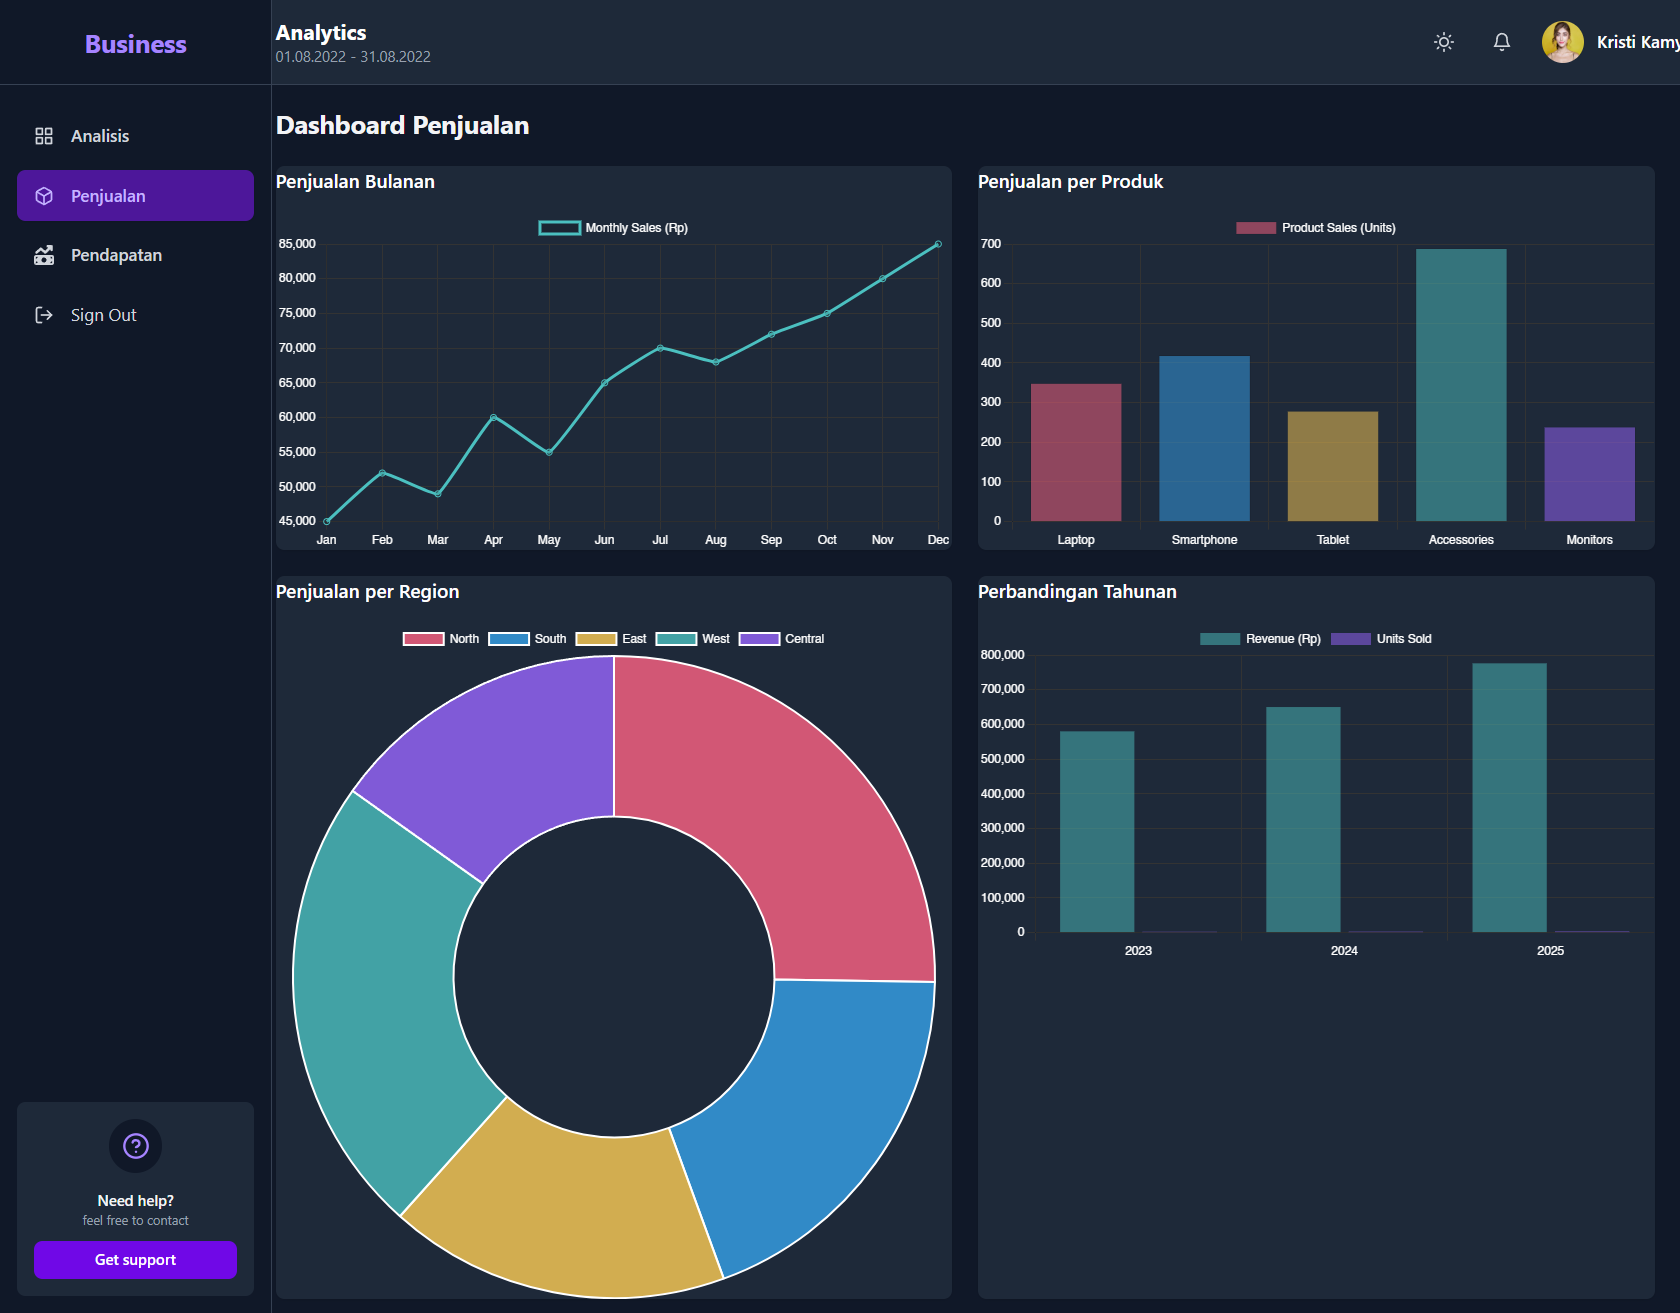 Business
Analytics
01.08.2022 - 31.08.2022
Kristi Kamy
Analisis
Penjualan
Pendapatan
Sign Out
Need help?
feel free to contact
Get support
Dashboard Penjualan
Penjualan Bulanan
Monthly Sales (Rp)
85,000
80,000
75,000
70,000
65,000
60,000
55,000
50,000
45,000
Jan Feb Mar Apr May Jun Jul Aug Sep Oct Nov Dec
Penjualan per Produk
Product Sales (Units)
700
600
500
400
300
200
100
0
Laptop Smartphone Tablet Accessories Monitors
Penjualan per Region
North South East West Central
Perbandingan Tahunan
Revenue (Rp) Units Sold
800,000
700,000
600,000
500,000
400,000
300,000
200,000
100,000
0
2023 2024 2025